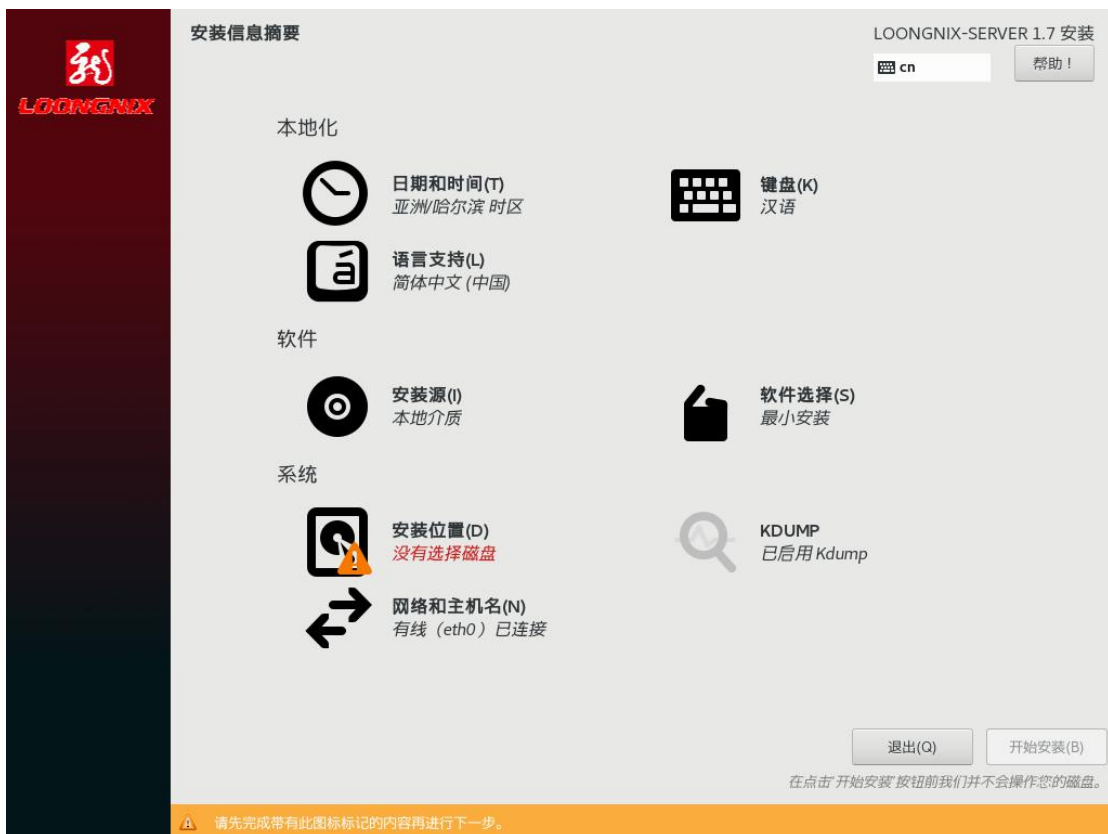 安装信息摘要
LOONGNIX-SERVER 1.7 安装
cn
帮助！
龙
LOONGNIX
本地化
日期和时间(T)
亚洲/哈尔滨 时区
键盘(K)
汉语
语言支持(L)
á
简体中文 (中国)
软件
安装源(I)
本地介质
软件选择(S)
最小安装
系统
安装位置(D)
没有选择磁盘
KDUMP
已启用 Kdump
网络和主机名(N)
有线（eth0）已连接
退出(Q)
开始安装(B)
在点击“开始安装”按钮前我们并不会操作您的磁盘。
请先完成带有此图标标记的内容再进行下一步。